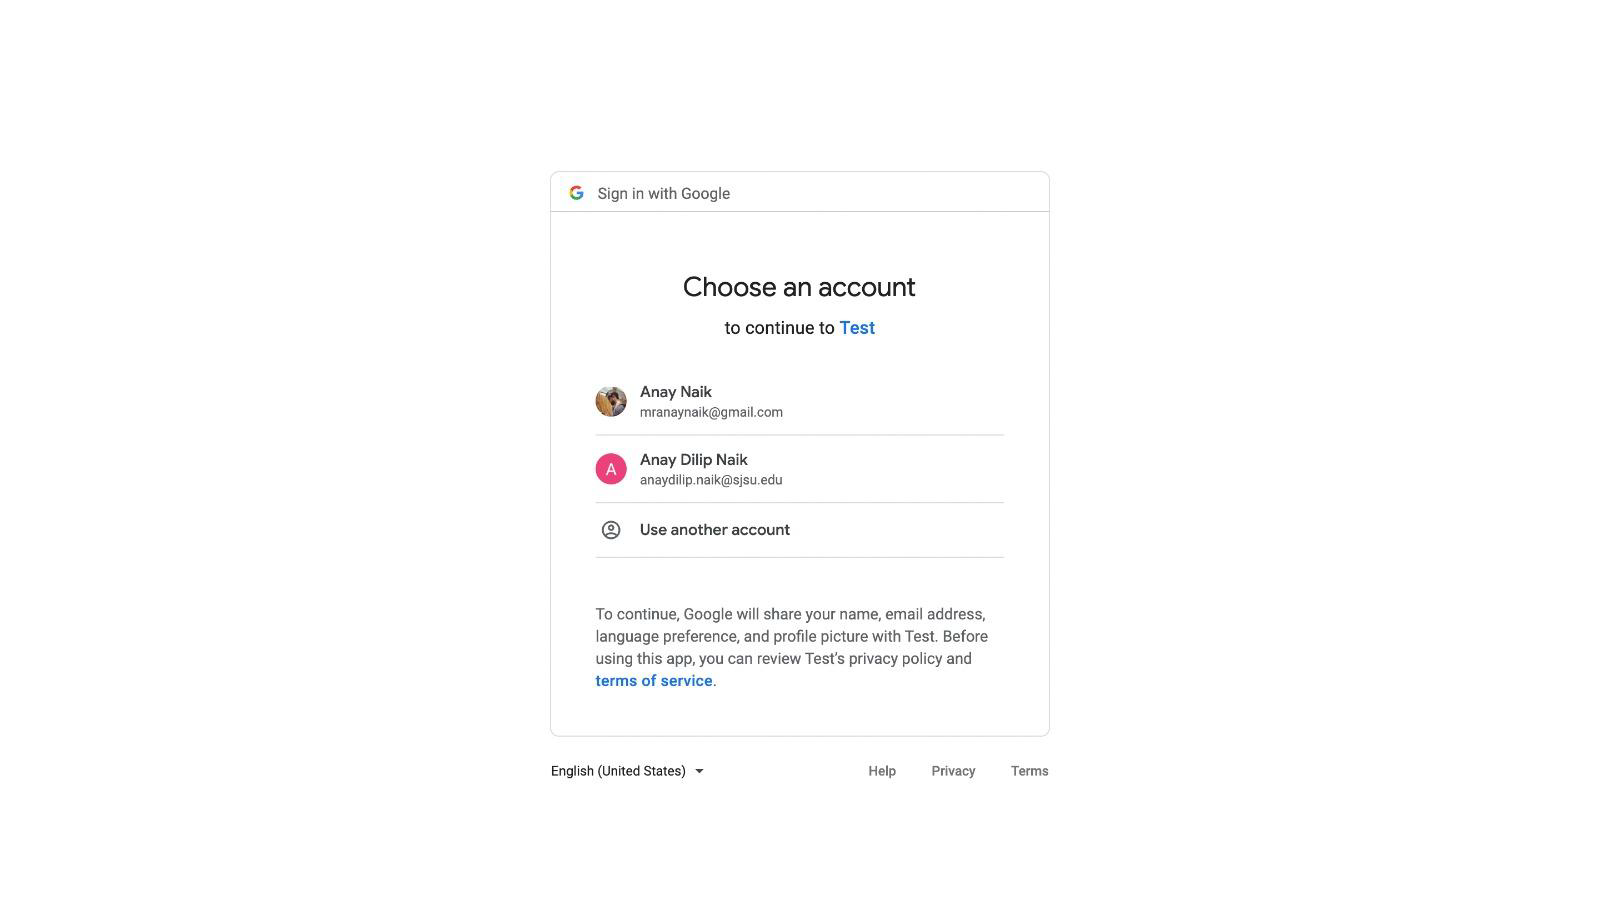 Sign in with Google
Choose an account
to continue to Test
Anay Naik
mranaynaik@gmail.com
A
Anay Dilip Naik
anaydilip.naik@sjsu.edu
Use another account
To continue, Google will share your name, email address,
language preference, and profile picture with Test. Before
using this app, you can review Test's privacy policy and
terms of service.
English (United States)
Help Privacy Terms